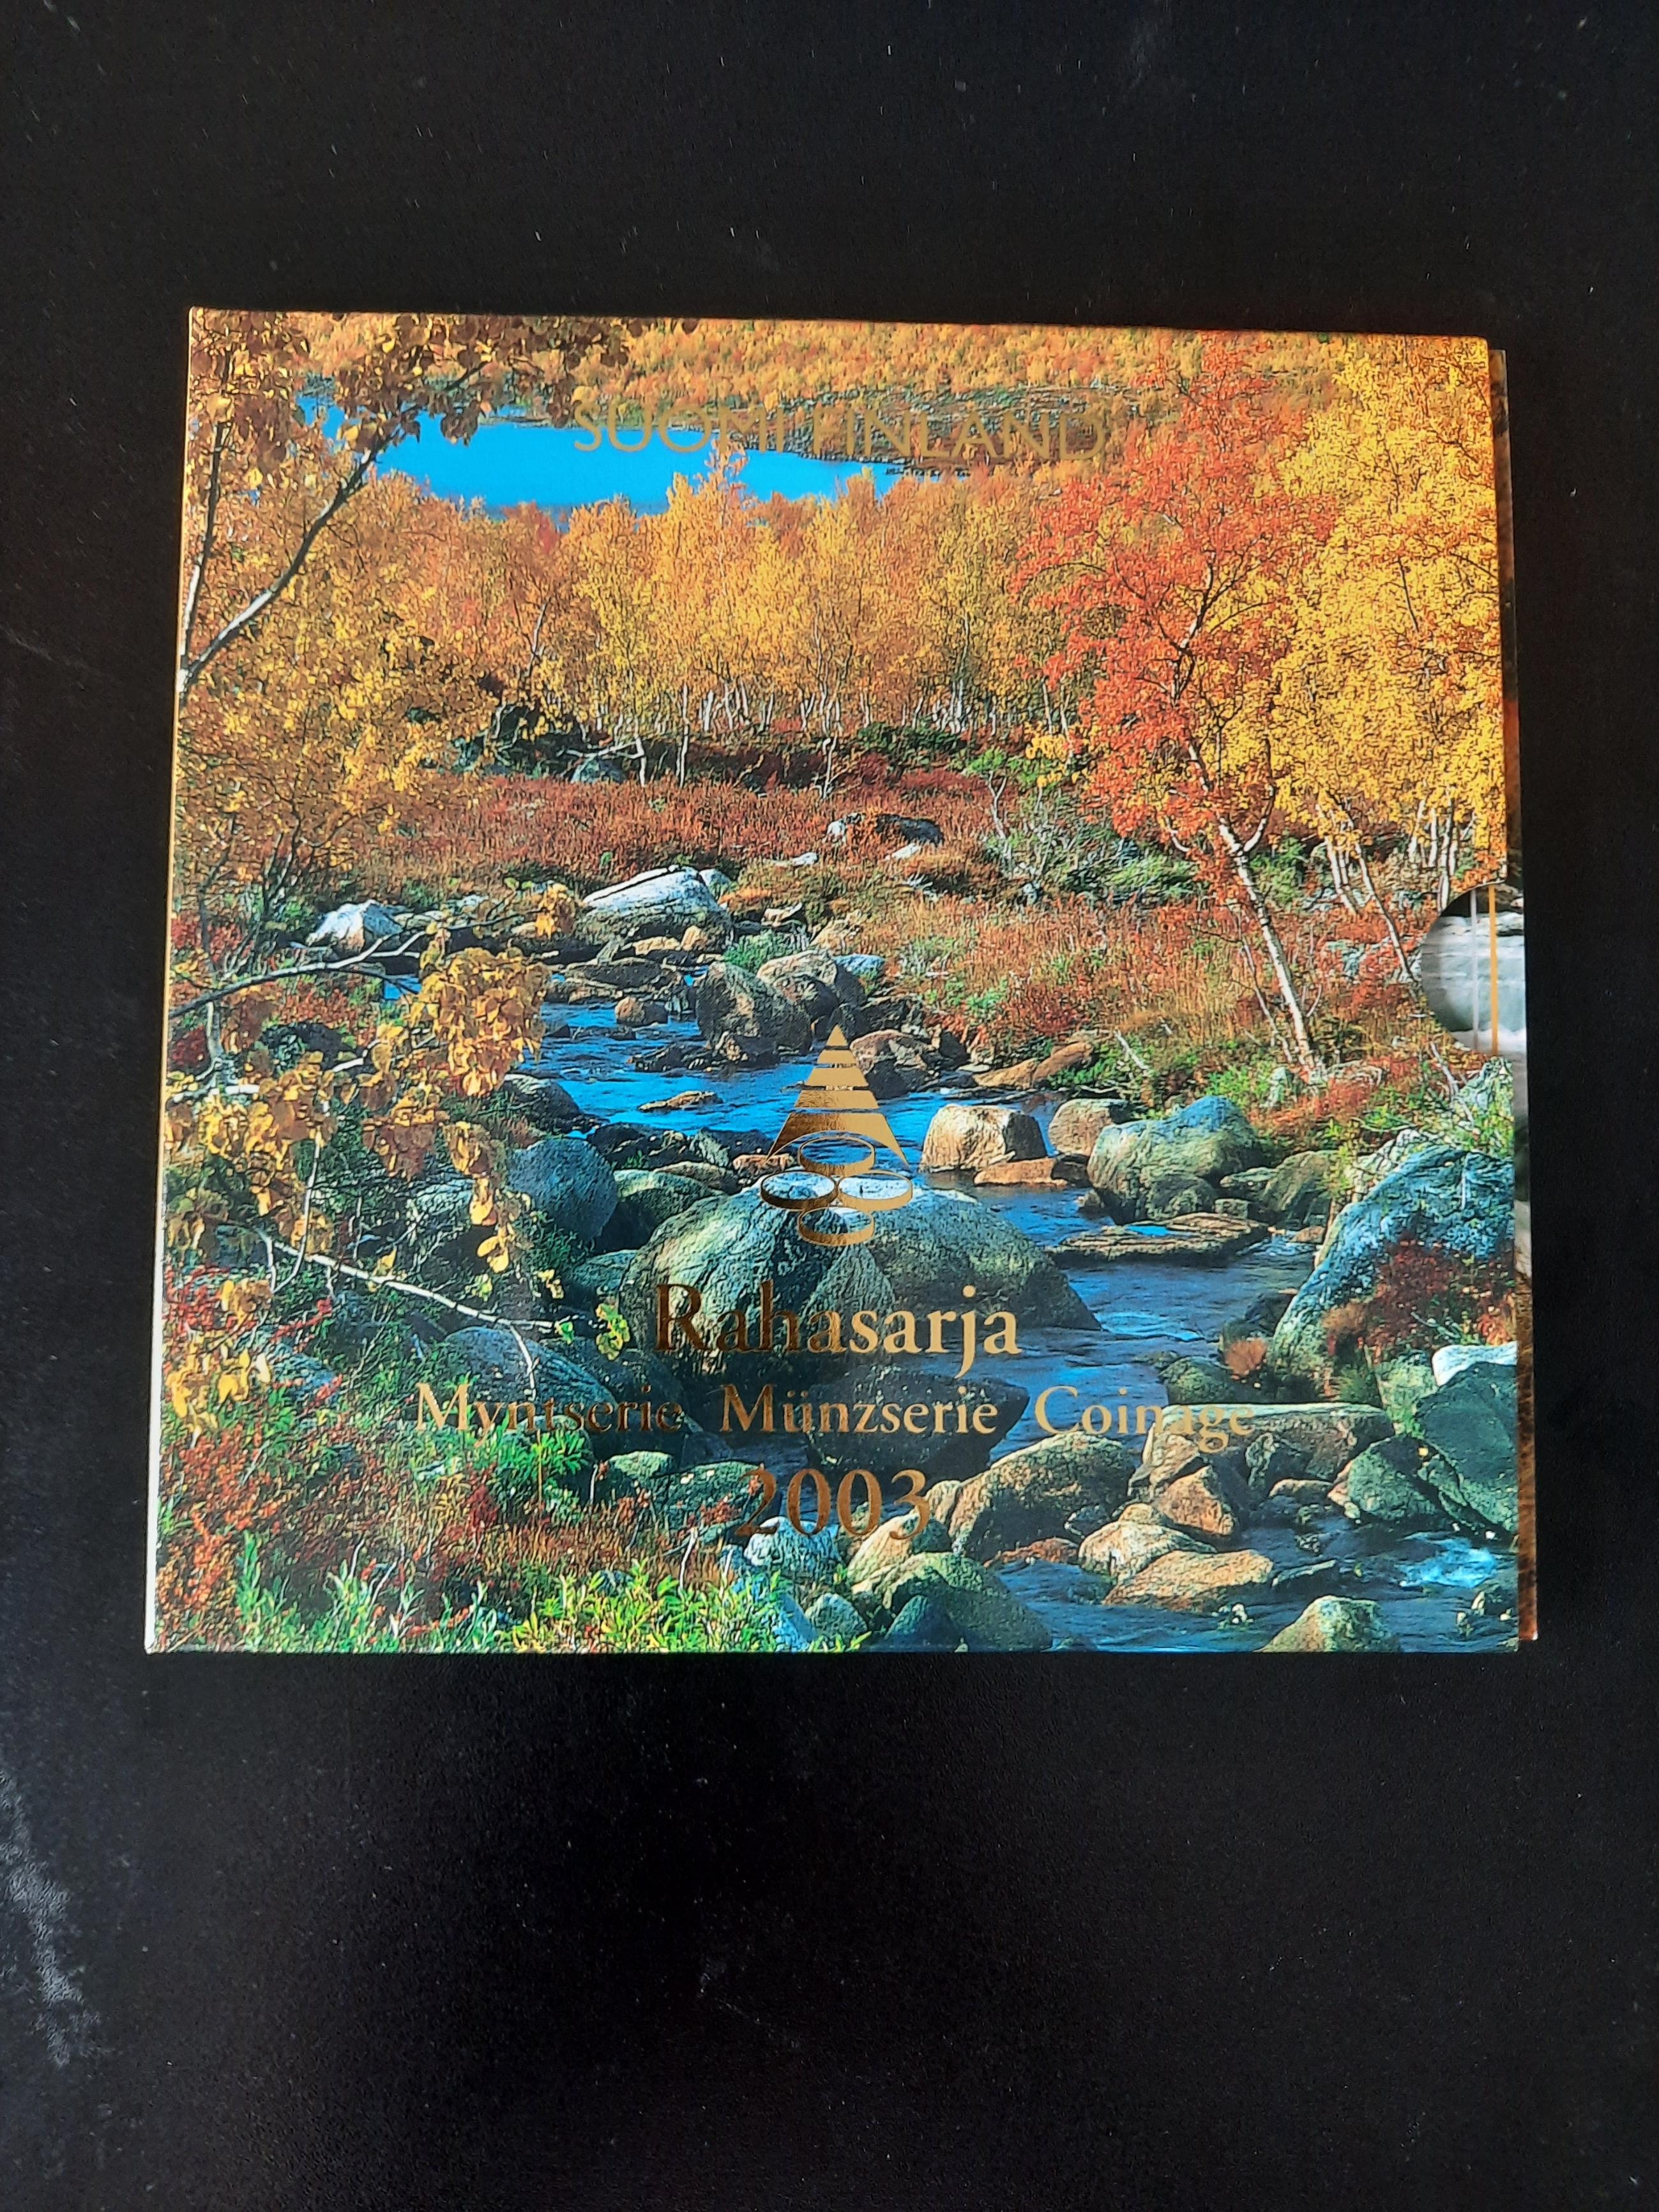 SUOMI FINLAND
Rahasarja
Myntserie Münzserie Coinage
2003